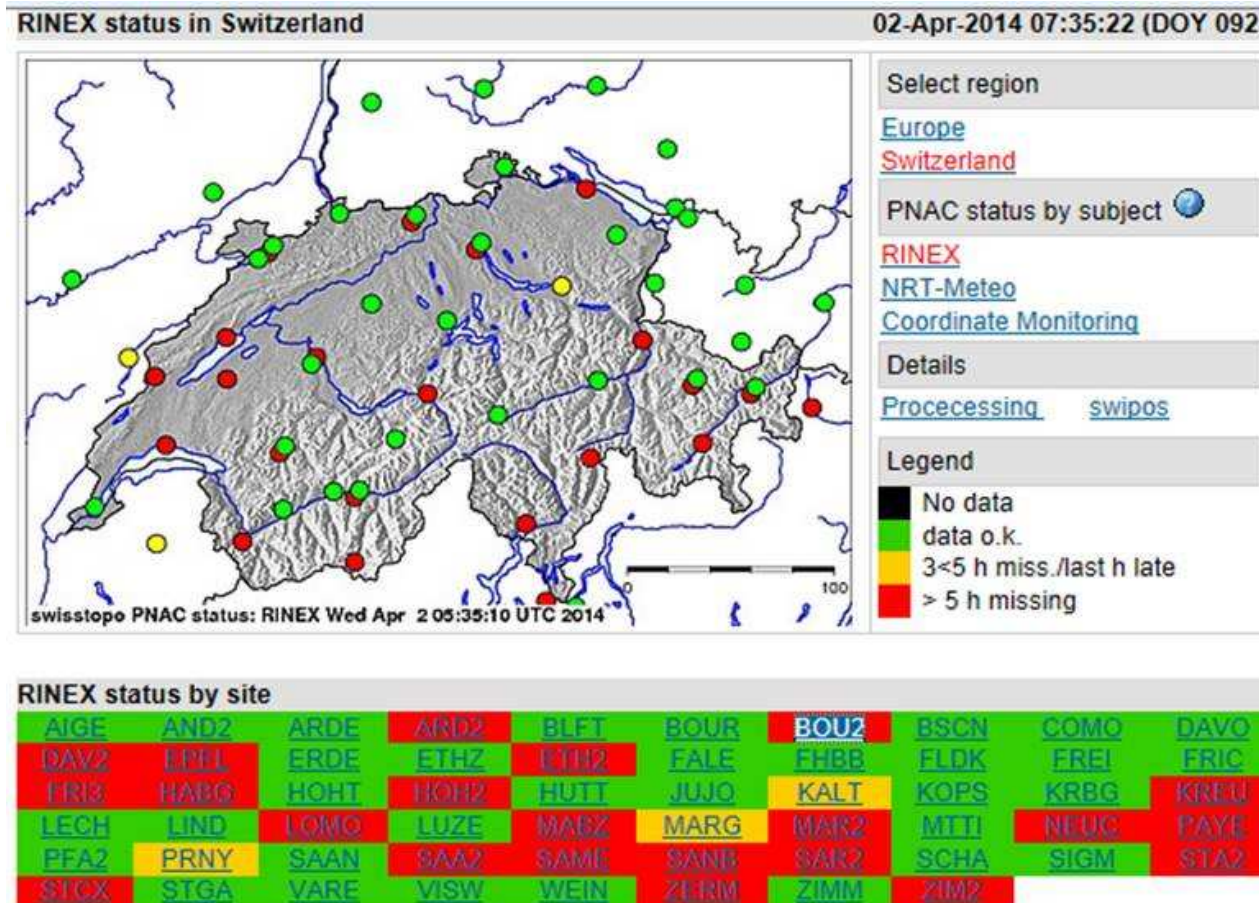 RINEX status in Switzerland
02-Apr-2014 07:35:22 (DOY 092
Select region
Europe
Switzerland
PNAC status by subject
RINEX
NRT-Meteo
Coordinate Monitoring
Details
Procecessing swipos
Legend
No data
data o.k.
3<5 h miss./last h late
> 5 h missing
0 100
swisstopo PNAC status: RINEX Wed Apr 2 05:35:10 UTC 2014
RINEX status by site
AIGE AND2 ARDE ARD2 BLFT BOUR BOU2 BSCN COMO DAVO
DAV2 EPFL ERDE ETHZ ETH2 FALE FHBB FLDK FREI FRIC
FRI3 HABG HOHT HOH2 HUTT JUJO KALT KOPS KRBG KREU
LECH LIND LOMO LUZE MABZ MARG MAR2 MTTI NEUC PAYE
PFA2 PRNY SAAN SAA2 SAME SANB SAR2 SCHA SIGM STA2
STCX STGA VARE VISW WEIN ZERM ZIMM ZIM2